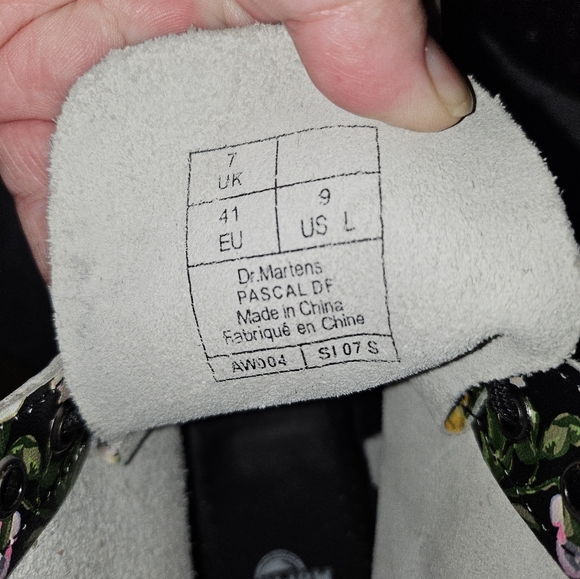 7
UK
41
EU
9
US L
Dr.Martens
PASCAL DF
Made in China
Fabriqué en Chine
AW004
SI 07 S